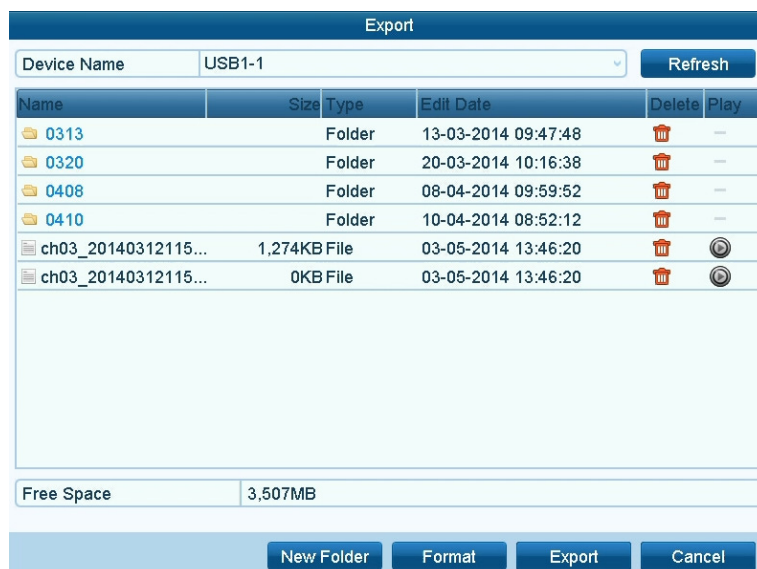 Export
Device Name USB1-1 Refresh
Name Size Type Edit Date Delete Play
0313 Folder 13-03-2014 09:47:48 —
0320 Folder 20-03-2014 10:16:38 —
0408 Folder 08-04-2014 09:59:52 —
0410 Folder 10-04-2014 08:52:12 —
ch03_20140312115... 1,274KB File 03-05-2014 13:46:20
ch03_20140312115... 0KB File 03-05-2014 13:46:20
Free Space 3,507MB
New Folder Format Export Cancel